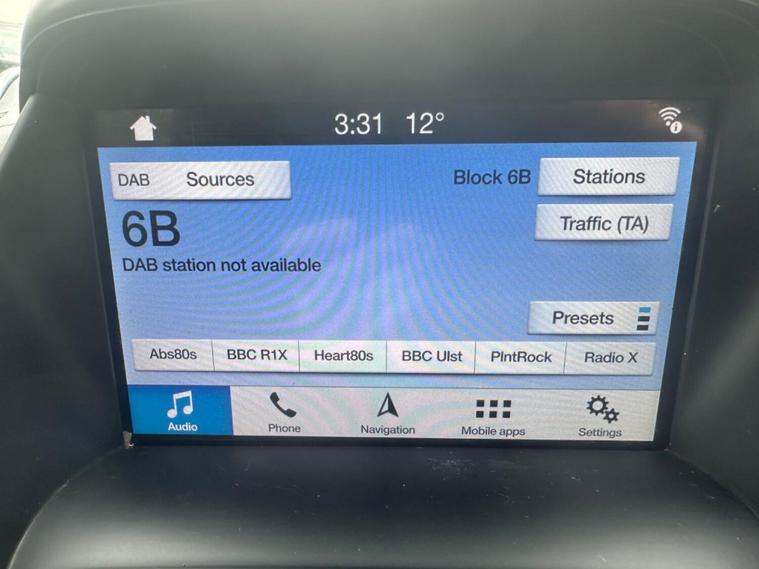 3:31 12°
DAB Sources
Block 6B
Stations
6B
Traffic (TA)
DAB station not available
Presets
Abs80s
BBC R1X
Heart80s
BBC Ulst
PlntRock
Radio X
Audio
Phone
Navigation
Mobile apps
Settings